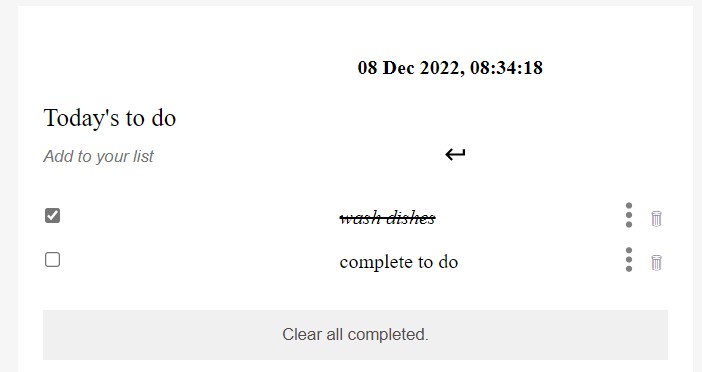 08 Dec 2022, 08:34:18
Today's to do
Add to your list
wash dishes
complete to do
Clear all completed.